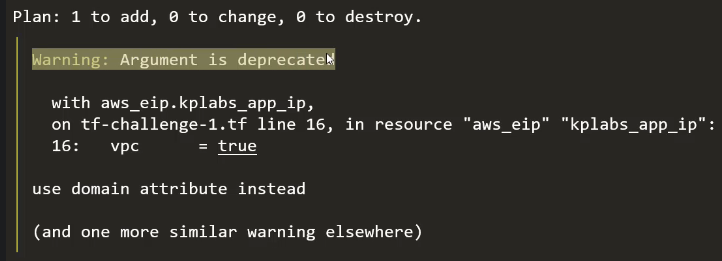 Plan: 1 to add, 0 to change, 0 to destroy.
Warning: Argument is deprecated
with aws_eip.kplabs_app_ip,
on tf-challenge-1.tf line 16, in resource "aws_eip" "kplabs_app_ip":
16:   vpc      = true
use domain attribute instead
(and one more similar warning elsewhere)